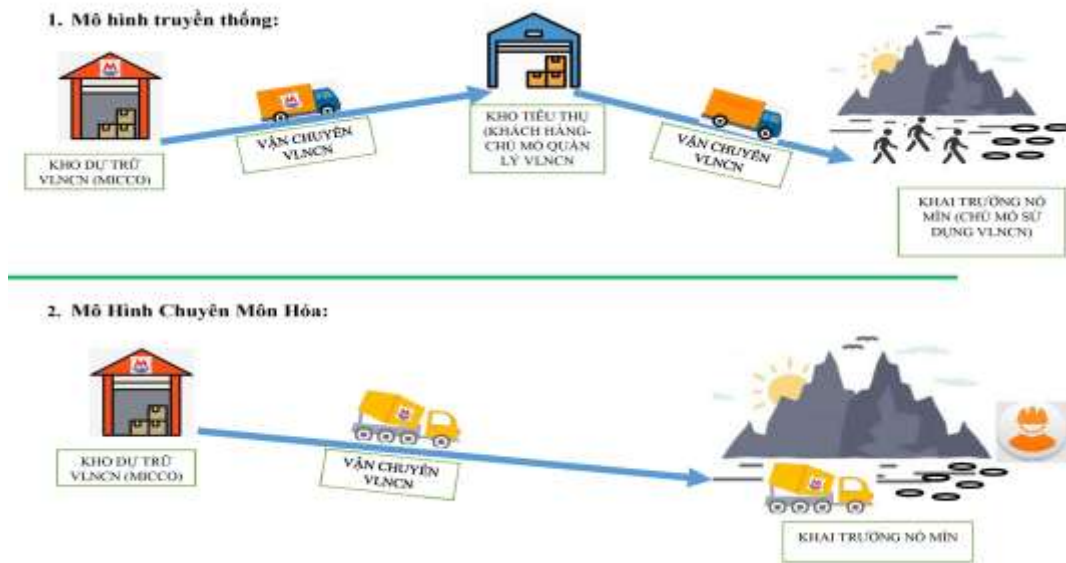 1. Mô hình truyền thống:
KHO DỰ TRỮ
VLNCN (MICCO)
VẬN CHUYỂN
VLNCN
KHO TIÊU THỤ
(KHÁCH HÀNG-
CHỦ MỎ QUẢN
LÝ VLNCN
VẬN CHUYỂN
VLNCN
KHAI TRƯỜNG NỔ
MÌN (CHỦ MỎ SỬ
DỤNG VLNCN)
2. Mô Hình Chuyên Môn Hóa:
KHO DỰ TRỮ
VLNCN (MICCO)
VẬN CHUYỂN
VLNCN
KHAI TRƯỜNG NỔ MÌN